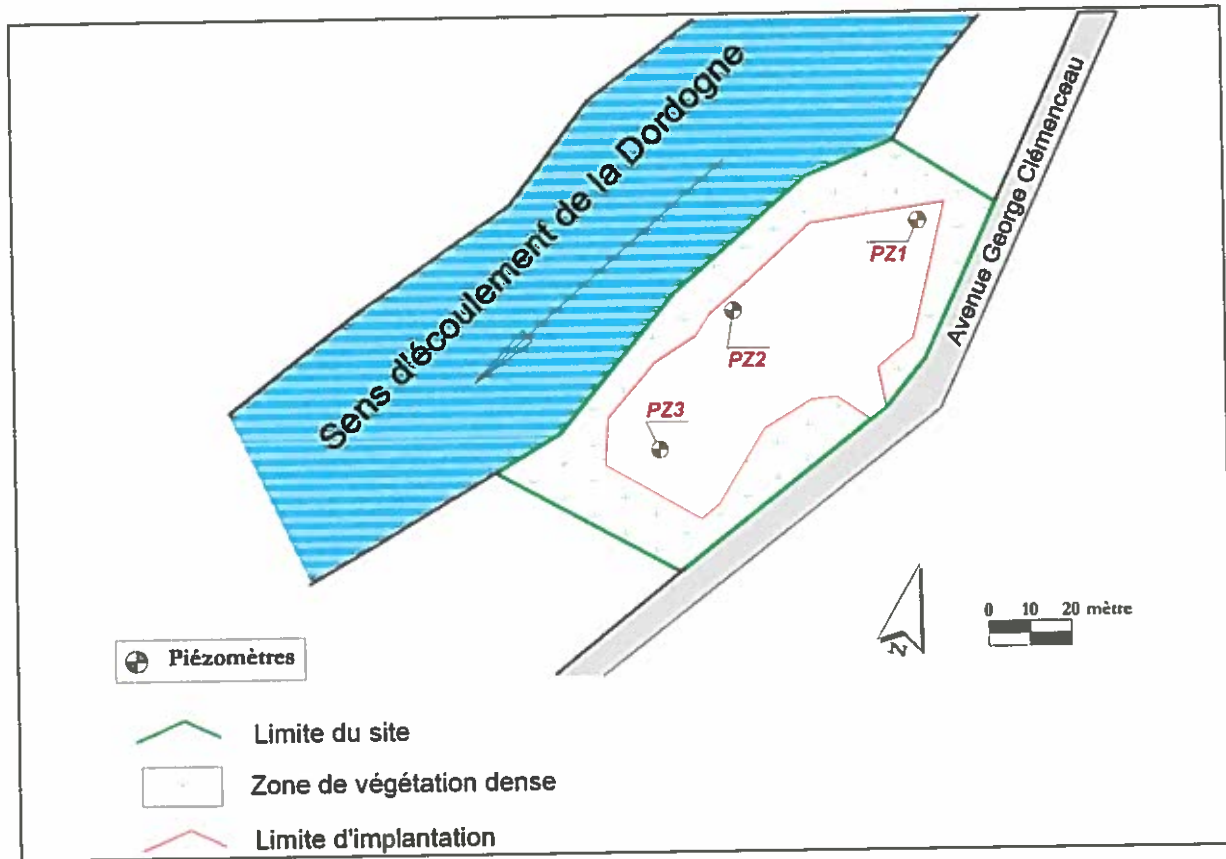 Sens d'écoulement de la Dordogne
Avenue George Clémenceau
PZ1
PZ2
PZ3
N
0 10 20 mètre
Piézomètres
Limite du site
Zone de végétation dense
Limite d'implantation